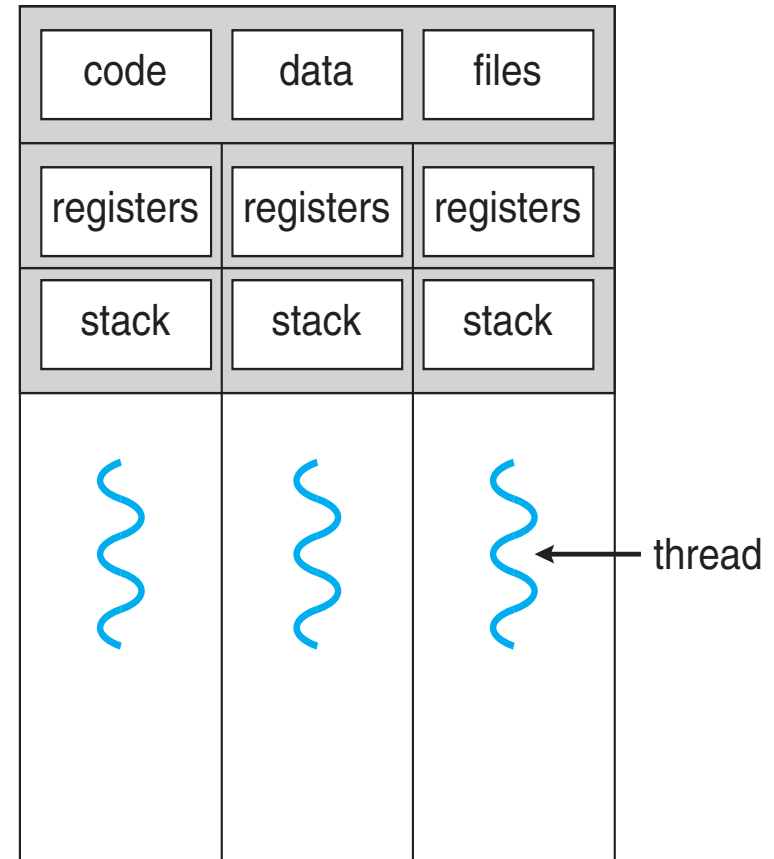 code data files
registers registers registers
stack stack stack
thread